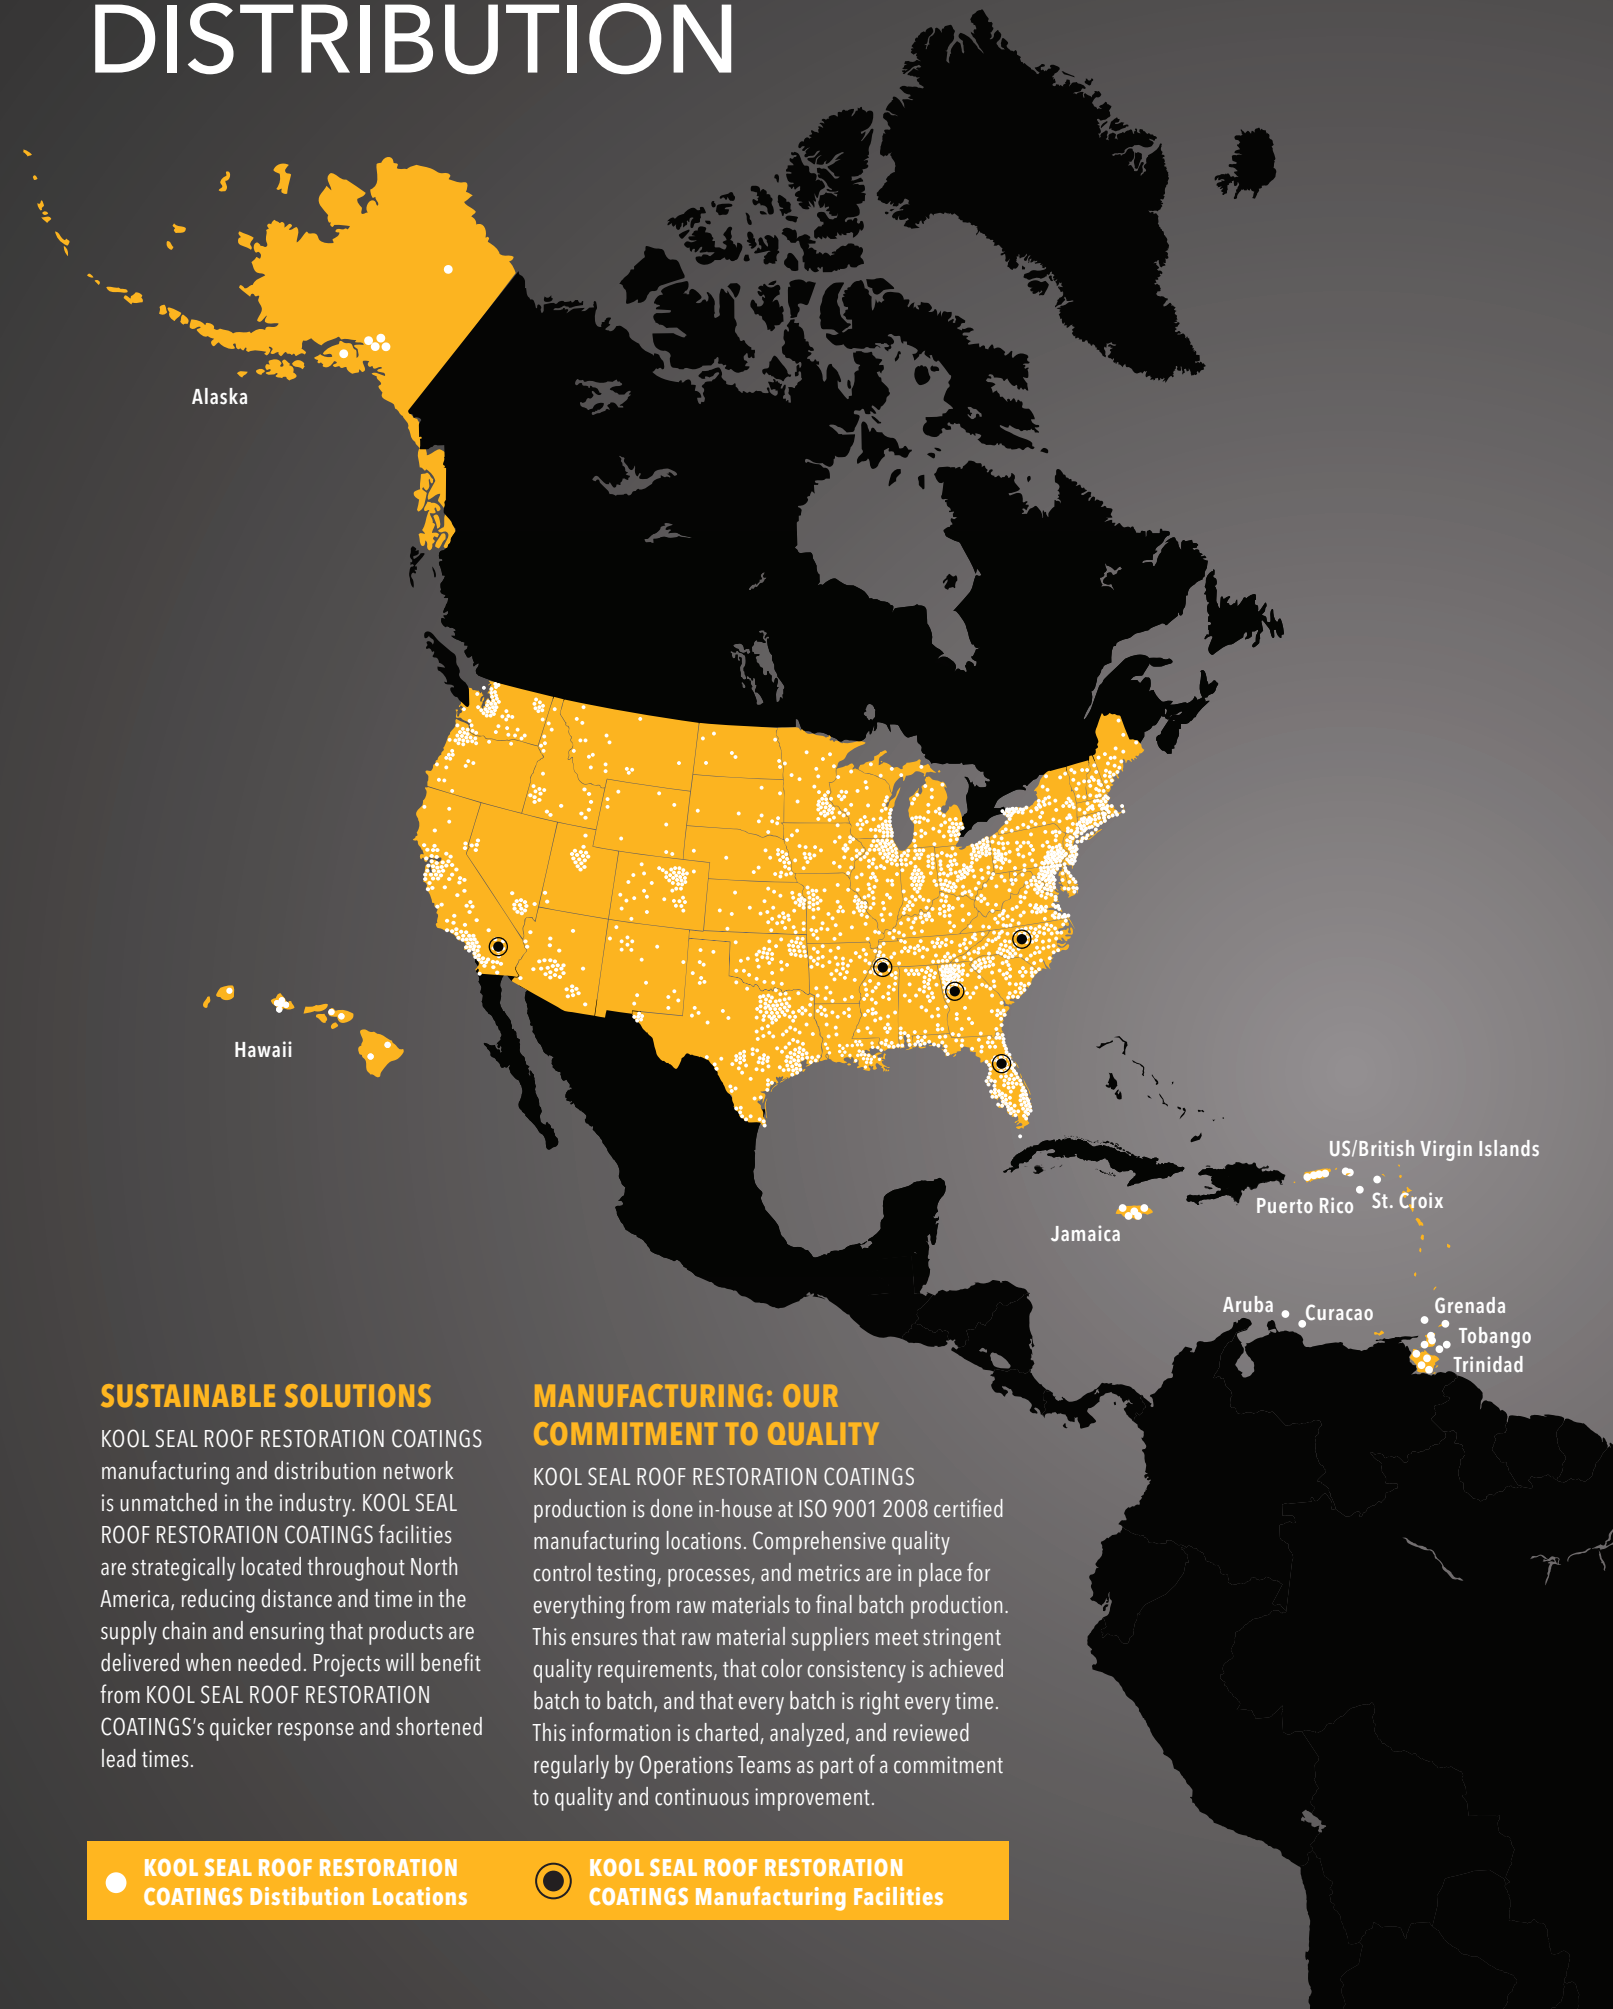 DISTRIBUTION
Alaska
Hawaii
US/British Virgin Islands
Puerto Rico
St. Croix
Jamaica
Aruba
Curacao
Grenada
Tobango
Trinidad
SUSTAINABLE SOLUTIONS
KOOL SEAL ROOF RESTORATION COATINGS
manufacturing and distribution network
is unmatched in the industry. KOOL SEAL
ROOF RESTORATION COATINGS facilities
are strategically located throughout North
America, reducing distance and time in the
supply chain and ensuring that products are
delivered when needed. Projects will benefit
from KOOL SEAL ROOF RESTORATION
COATINGS's quicker response and shortened
lead times.
MANUFACTURING: OUR
COMMITMENT TO QUALITY
KOOL SEAL ROOF RESTORATION COATINGS
production is done in-house at ISO 9001 2008 certified
manufacturing locations. Comprehensive quality
control testing, processes, and metrics are in place for
everything from raw materials to final batch production.
This ensures that raw material suppliers meet stringent
quality requirements, that color consistency is achieved
batch to batch, and that every batch is right every time.
This information is charted, analyzed, and reviewed
regularly by Operations Teams as part of a commitment
to quality and continuous improvement.
KOOL SEAL ROOF RESTORATION
COATINGS Distibution Locations
KOOL SEAL ROOF RESTORATION
COATINGS Manufacturing Facilities